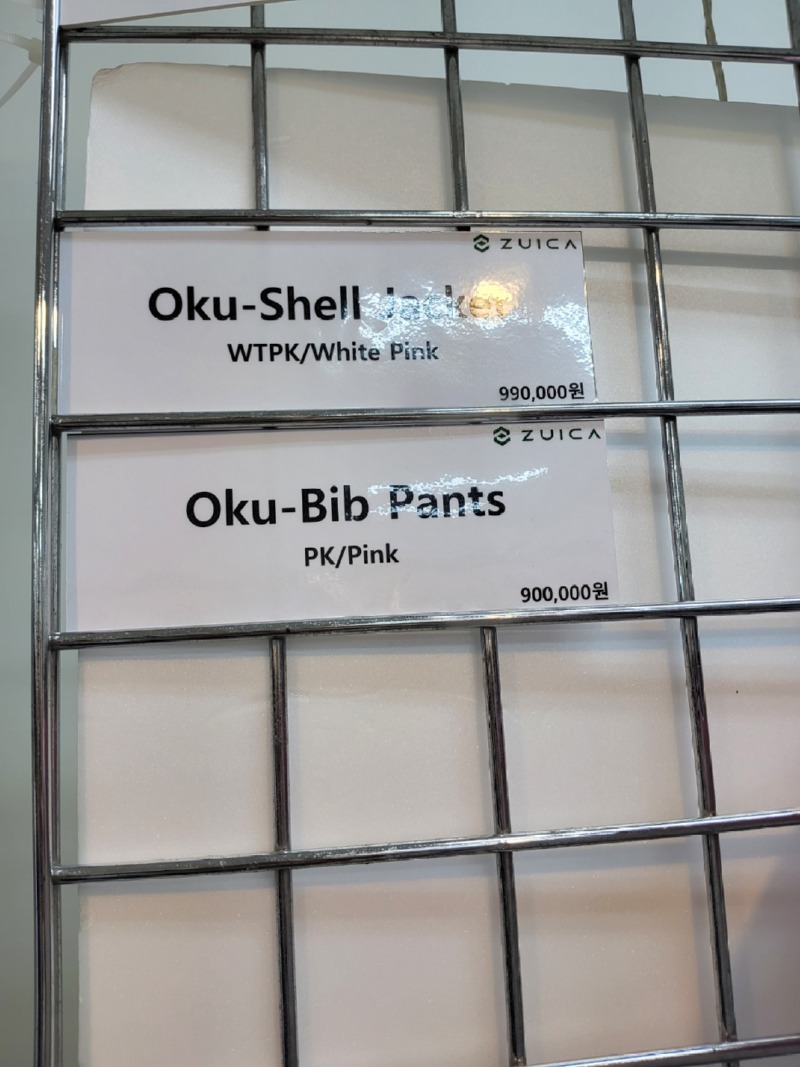 ZUICA
Oku-Shell Jacket
WTPK/White Pink
990,000원
ZUICA
Oku-Bib Pants
PK/Pink
900,000원